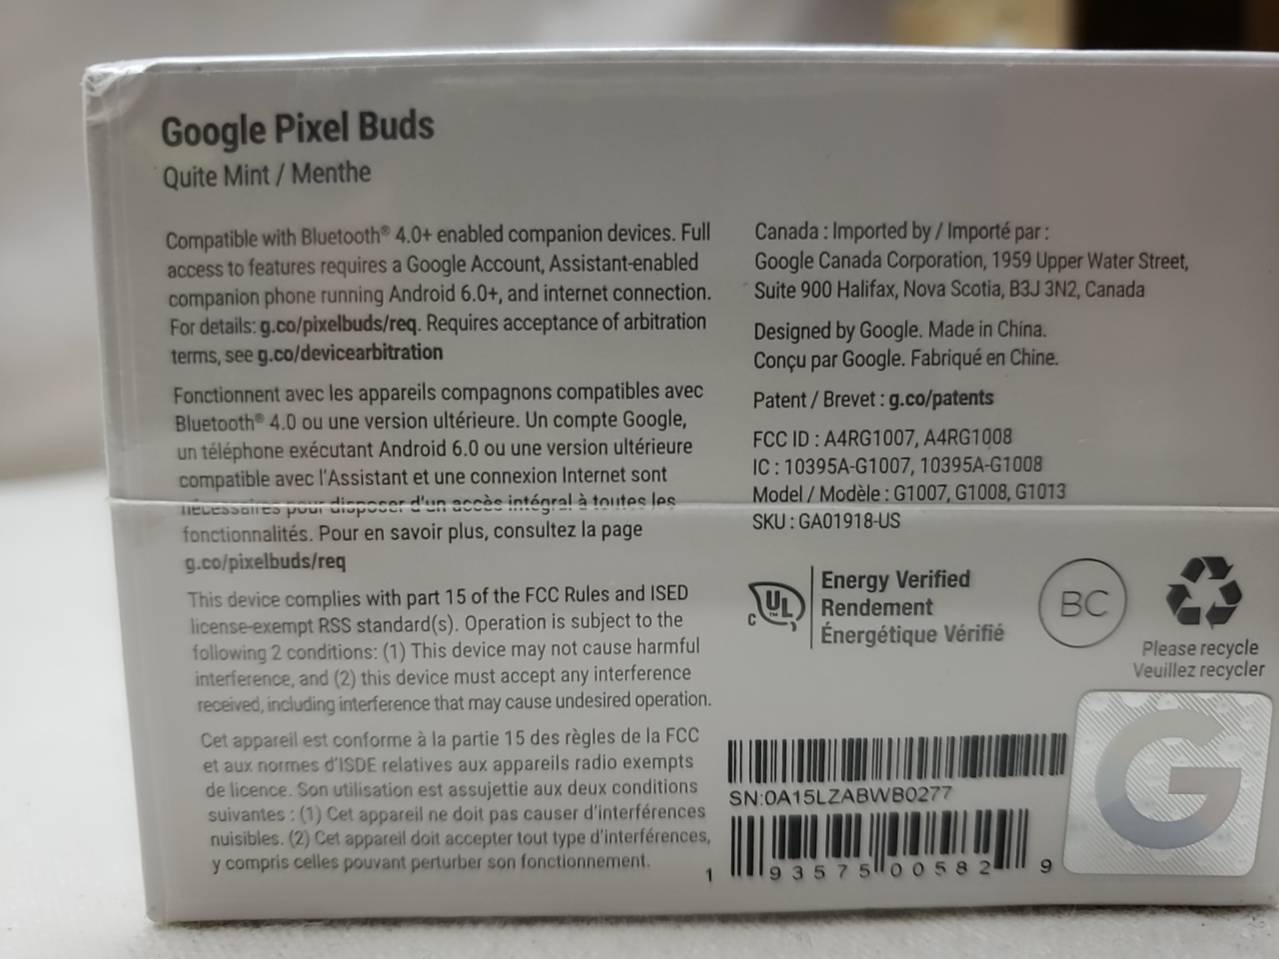 Google Pixel Buds
Quite Mint / Menthe
Compatible with Bluetooth® 4.0+ enabled companion devices. Full
access to features requires a Google Account, Assistant-enabled
companion phone running Android 6.0+, and internet connection.
For details: g.co/pixelbuds/req. Requires acceptance of arbitration
terms, see g.co/devicearbitration
Fonctionnent avec les appareils compagnons compatibles avec
Bluetooth® 4.0 ou une version ultérieure. Un compte Google,
un téléphone exécutant Android 6.0 ou une version ultérieure
compatible avec l'Assistant et une connexion Internet sont
nécessaires pour disposer d'un accès intégral à toutes les
fonctionnalités. Pour en savoir plus, consultez la page
g.co/pixelbuds/req
This device complies with part 15 of the FCC Rules and ISED
license-exempt RSS standard(s). Operation is subject to the
following 2 conditions: (1) This device may not cause harmful
interference, and (2) this device must accept any interference
received, including interference that may cause undesired operation.
Cet appareil est conforme à la partie 15 des règles de la FCC
et aux normes d'ISDE relatives aux appareils radio exempts
de licence. Son utilisation est assujettie aux deux conditions
suivantes : (1) Cet appareil ne doit pas causer d'interférences
nuisibles. (2) Cet appareil doit accepter tout type d'interférences,
y compris celles pouvant perturber son fonctionnement.
Canada : Imported by / Importé par :
Google Canada Corporation, 1959 Upper Water Street,
Suite 900 Halifax, Nova Scotia, B3J 3N2, Canada
Designed by Google. Made in China.
Conçu par Google. Fabriqué en Chine.
Patent / Brevet : g.co/patents
FCC ID : A4RG1007, A4RG1008
IC : 10395A-G1007, 10395A-G1008
Model / Modèle : G1007, G1008, G1013
SKU : GA01918-US
C UL ™
Energy Verified
Rendement
Énergétique Vérifié
BC
Please recycle
Veuillez recycler
SN:0A15LZABWB0277
1 93575 00582 9
G